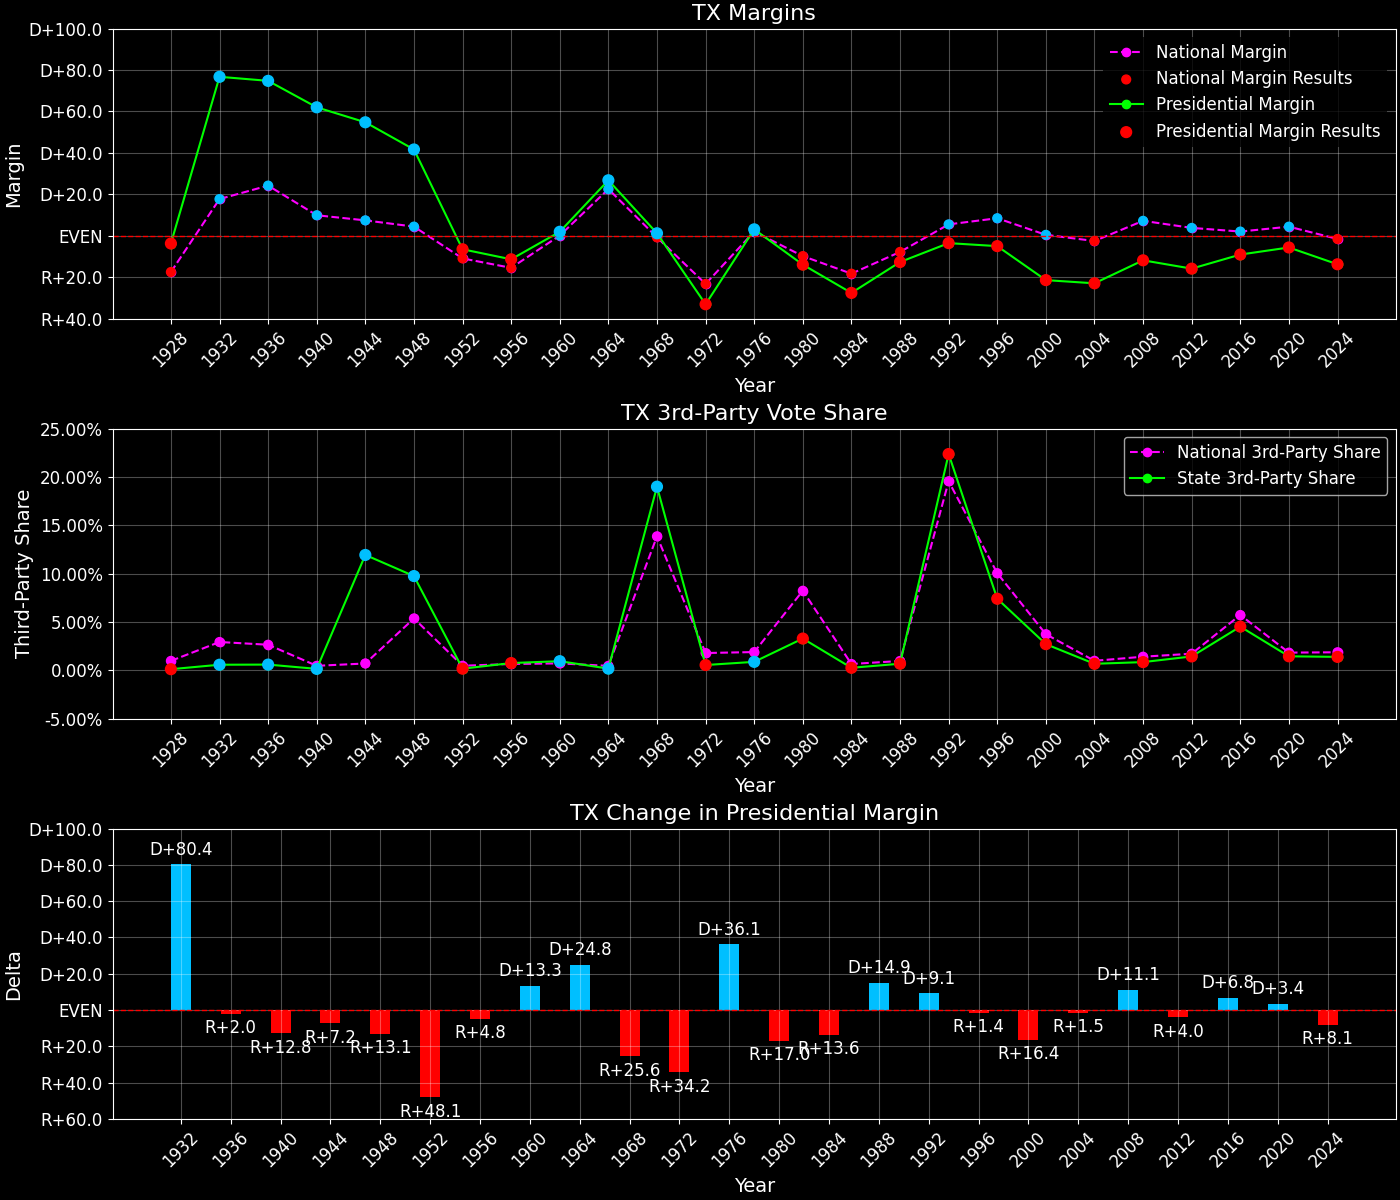 TX Margins
D+100.0
D+80.0
D+60.0
D+40.0
D+20.0
EVEN
R+20.0
R+40.0
Margin
National Margin
National Margin Results
Presidential Margin
Presidential Margin Results
1928 1932 1936 1940 1944 1948 1952 1956 1960 1964 1968 1972 1976 1980 1984 1988 1992 1996 2000 2004 2008 2012 2016 2020 2024
Year
TX 3rd-Party Vote Share
25.00%
20.00%
15.00%
10.00%
5.00%
0.00%
-5.00%
Third-Party Share
National 3rd-Party Share
State 3rd-Party Share
1928 1932 1936 1940 1944 1948 1952 1956 1960 1964 1968 1972 1976 1980 1984 1988 1992 1996 2000 2004 2008 2012 2016 2020 2024
Year
TX Change in Presidential Margin
D+100.0
D+80.0
D+60.0
D+40.0
D+20.0
EVEN
R+20.0
R+40.0
R+60.0
Delta
D+80.4
R+2.0
R+12.8
R+7.2
R+13.1
R+48.1
R+4.8
D+13.3
D+24.8
R+25.6
R+34.2
D+36.1
R+17.0
R+13.6
D+14.9
D+9.1
R+1.4
R+16.4
R+1.5
D+11.1
R+4.0
D+6.8
D+3.4
R+8.1
1932 1936 1940 1944 1948 1952 1956 1960 1964 1968 1972 1976 1980 1984 1988 1992 1996 2000 2004 2008 2012 2016 2020 2024
Year